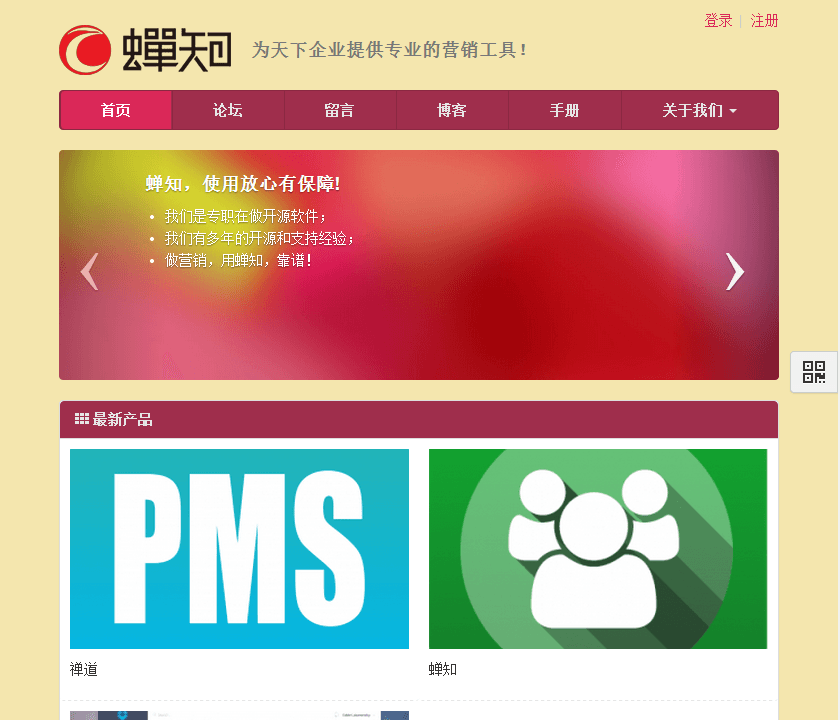 登录 注册
蝉知 为天下企业提供专业的营销工具!
首页 论坛 留言 博客 手册 关于我们
蝉知,使用放心有保障!
我们是专职在做开源软件;
我们有多年的开源和支持经验;
做营销,用蝉知,靠谱!
最新产品
PMS
禅道 蝉知